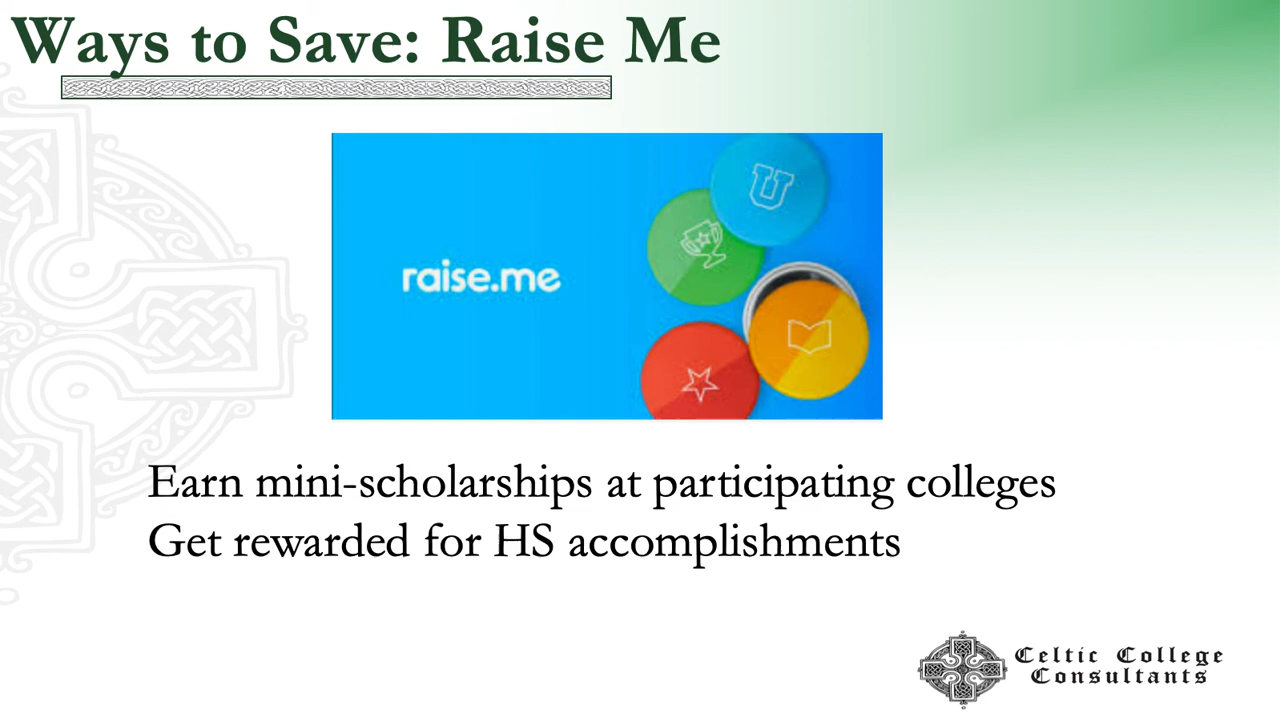 Ways to Save: Raise Me
raise.me
U
Earn mini-scholarships at participating colleges
Get rewarded for HS accomplishments
Celtic College
Consultants